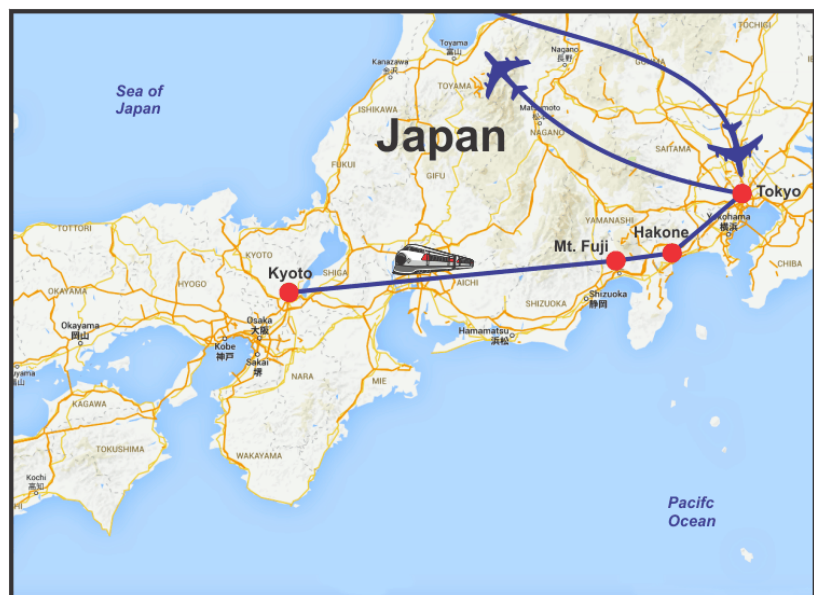 TOCHIGI
Toyama
富山
Nagano
長野
Kanazawa
金沢
GUNMA
TOYAMA
Sea of
Japan
Matsumoto
松本
ISHIKAWA
NAGANO
Japan
SAITAMA
FUKUI
GIFU
Tokyo
YAMANASHI
Yokohama
横浜
TOTTORI
Hakone
Mt. Fuji
KYOTO
CHIBA
Kyoto
SHIGA
HYOGO
AICHI
OKAYAMA
Shizuoka
静岡
SHIZUOKA
Okayama
岡山
Osaka
大阪
Hamamatsu
浜松
Kobe
神戸
Sakai
堺
NARA
MIE
KAGAWA
TOKUSHIMA
WAKAYAMA
Kochi
高知
Pacifc
Ocean